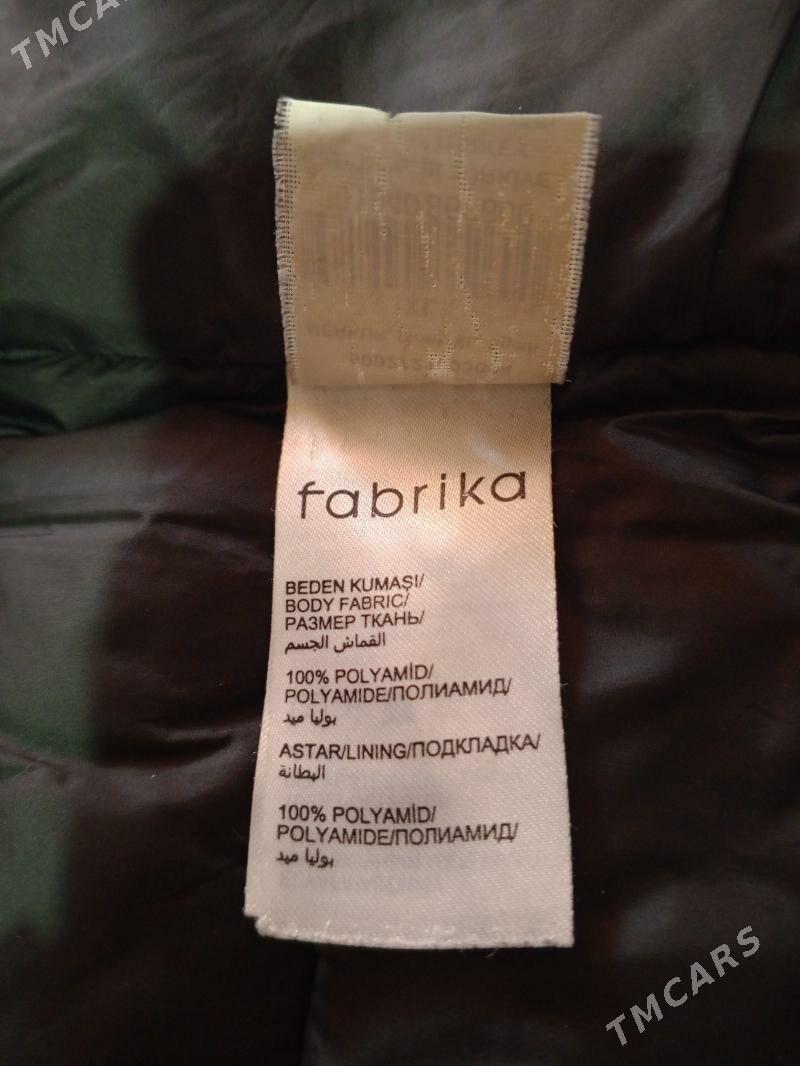 TMCARS
fabrika
BEDEN KUMAŞI/
BODY FABRIC/
РАЗМЕР ТКАНЬ/
القماش الجسم
100% POLYAMİD/
POLYAMIDE/ПОЛИАМИД/
بوليا ميد
ASTAR/LINING/ПОДКЛАДКА/
البطانة
100% POLYAMİD/
POLYAMIDE/ПОЛИАМИД/
بوليا ميد
TMCARS